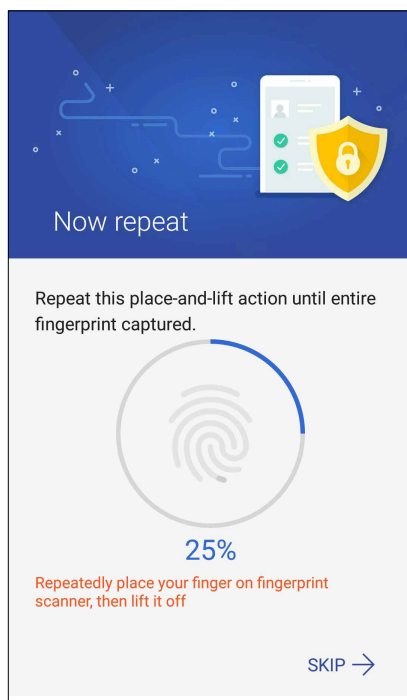 Now repeat
Repeat this place-and-lift action until entire
fingerprint captured.
25%
Repeatedly place your finger on fingerprint
scanner, then lift it off
SKIP